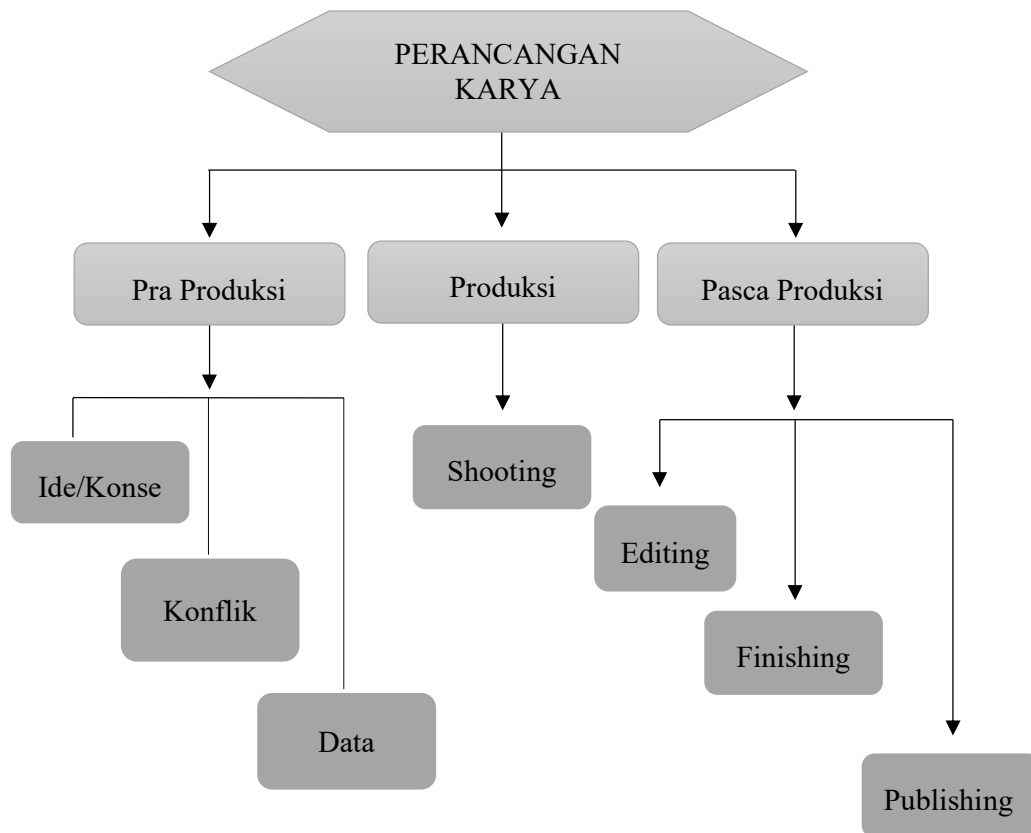 PERANCANGAN
KARYA
Pra Produksi
Produksi
Pasca Produksi
Ide/Konse
Konflik
Data
Shooting
Editing
Finishing
Publishing